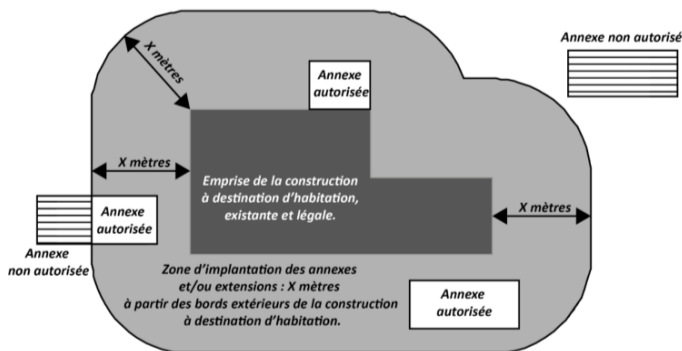 Annexe non autorisé
X mètres
Annexe
autorisée
X mètres
Emprise de la construction
à destination d'habitation,
existante et légale.
X mètres
Annexe
autorisée
Annexe
non autorisée
Zone d'implantation des annexes
et/ou extensions : X mètres
à partir des bords extérieurs de la construction
à destination d'habitation.
Annexe
autorisée